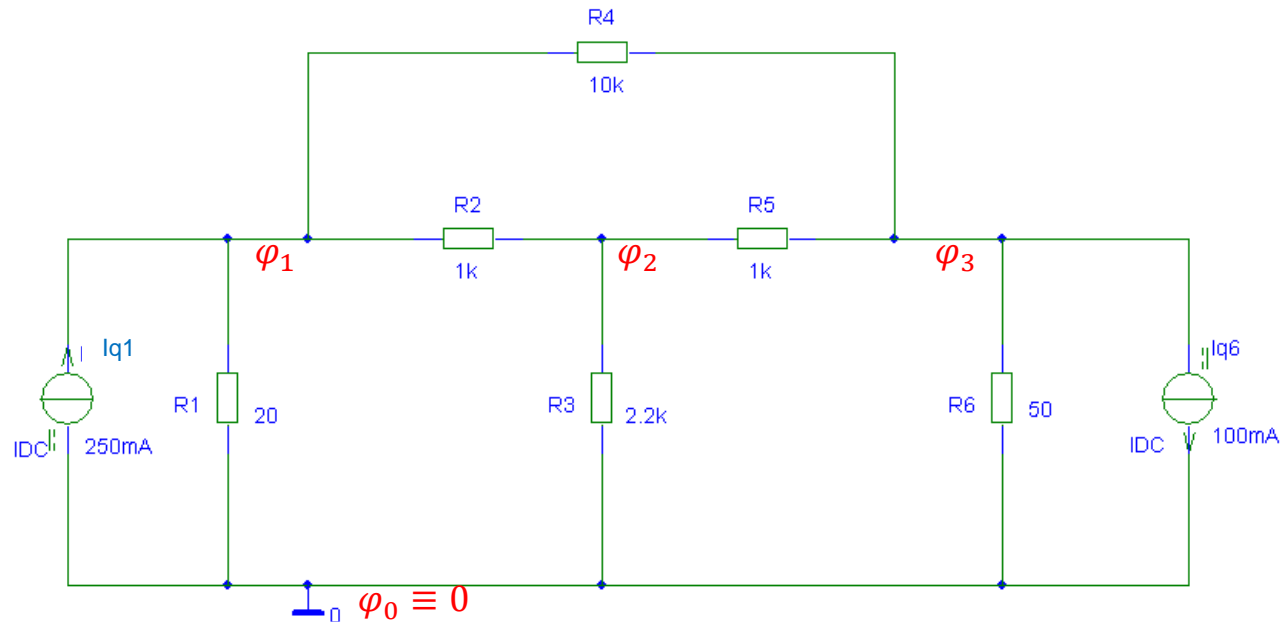 R4
10k
R2
R5
φ₁
φ₂
φ₃
1k
1k
Iq1
Iq6
R1
20
R3
2.2k
R6
50
IDC
250mA
IDC
100mA
0
φ₀ ≡ 0